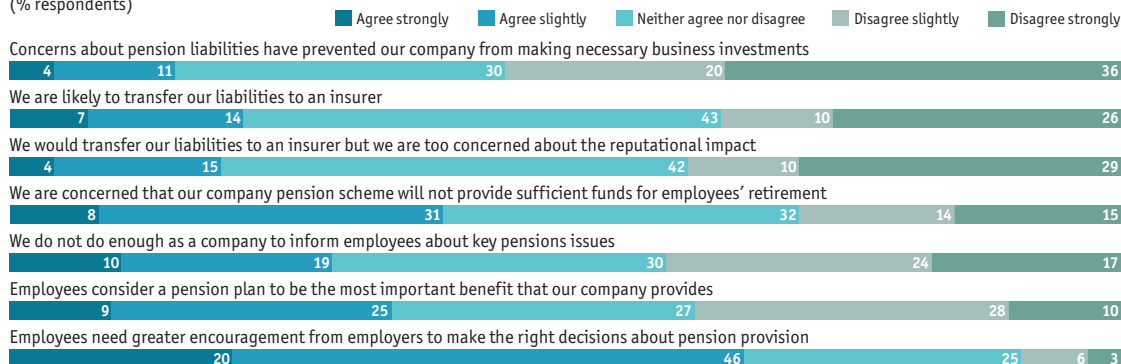 (% respondents)
Agree strongly Agree slightly Neither agree nor disagree Disagree slightly Disagree strongly
Concerns about pension liabilities have prevented our company from making necessary business investments
4 11 30 20 36
We are likely to transfer our liabilities to an insurer
7 14 43 10 26
We would transfer our liabilities to an insurer but we are too concerned about the reputational impact
4 15 42 10 29
We are concerned that our company pension scheme will not provide sufficient funds for employees’ retirement
8 31 32 14 15
We do not do enough as a company to inform employees about key pensions issues
10 19 30 24 17
Employees consider a pension plan to be the most important benefit that our company provides
9 25 27 28 10
Employees need greater encouragement from employers to make the right decisions about pension provision
20 46 25 6 3